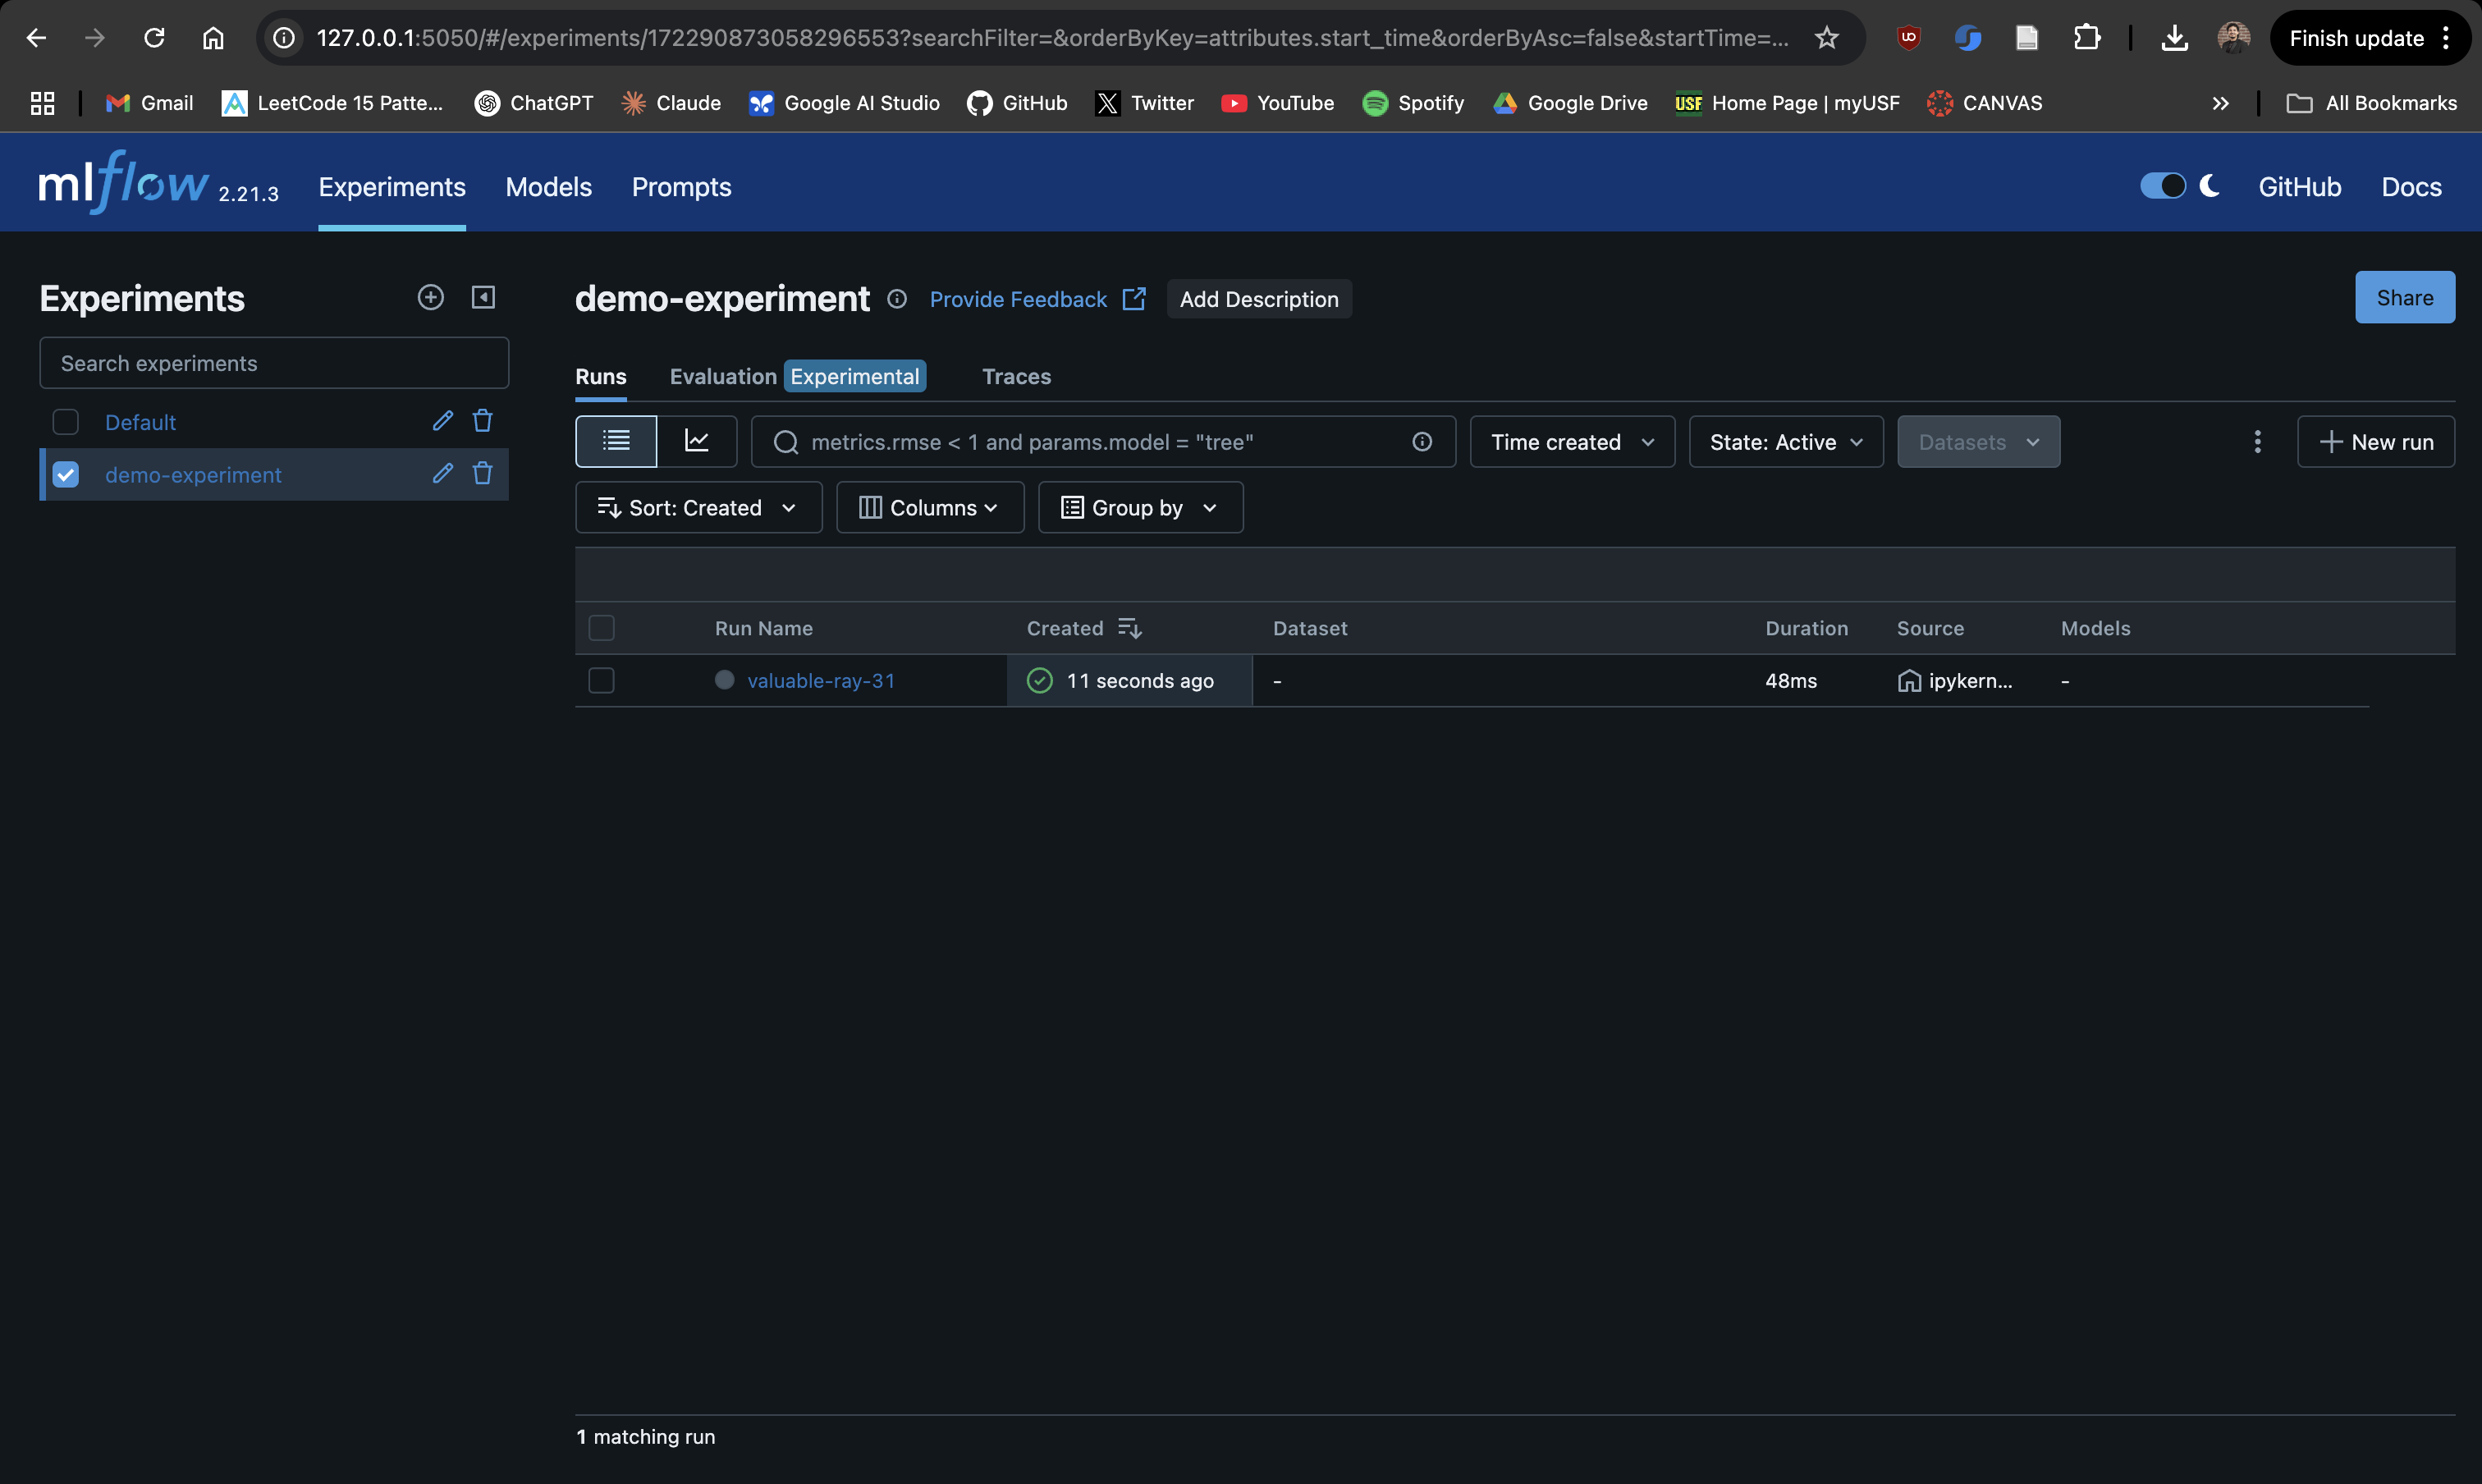 127.0.0.1:5050/#/experiments/172290873058296553?searchFilter=&orderByKey=attributes.start_time&orderByAsc=false&startTime=...
Finish update
Gmail
LeetCode 15 Patte...
ChatGPT
Claude
Google AI Studio
GitHub
Twitter
YouTube
Spotify
Google Drive
USF Home Page | myUSF
CANVAS
All Bookmarks
mlflow 2.21.3
Experiments
Models
Prompts
GitHub
Docs
Experiments
Search experiments
Default
demo-experiment
demo-experiment
Provide Feedback
Add Description
Share
Runs
Evaluation Experimental
Traces
metrics.rmse < 1 and params.model = "tree"
Time created
State: Active
Datasets
New run
Sort: Created
Columns
Group by
Run Name
Created
Dataset
Duration
Source
Models
valuable-ray-31
11 seconds ago
-
48ms
ipykern...
-
1 matching run